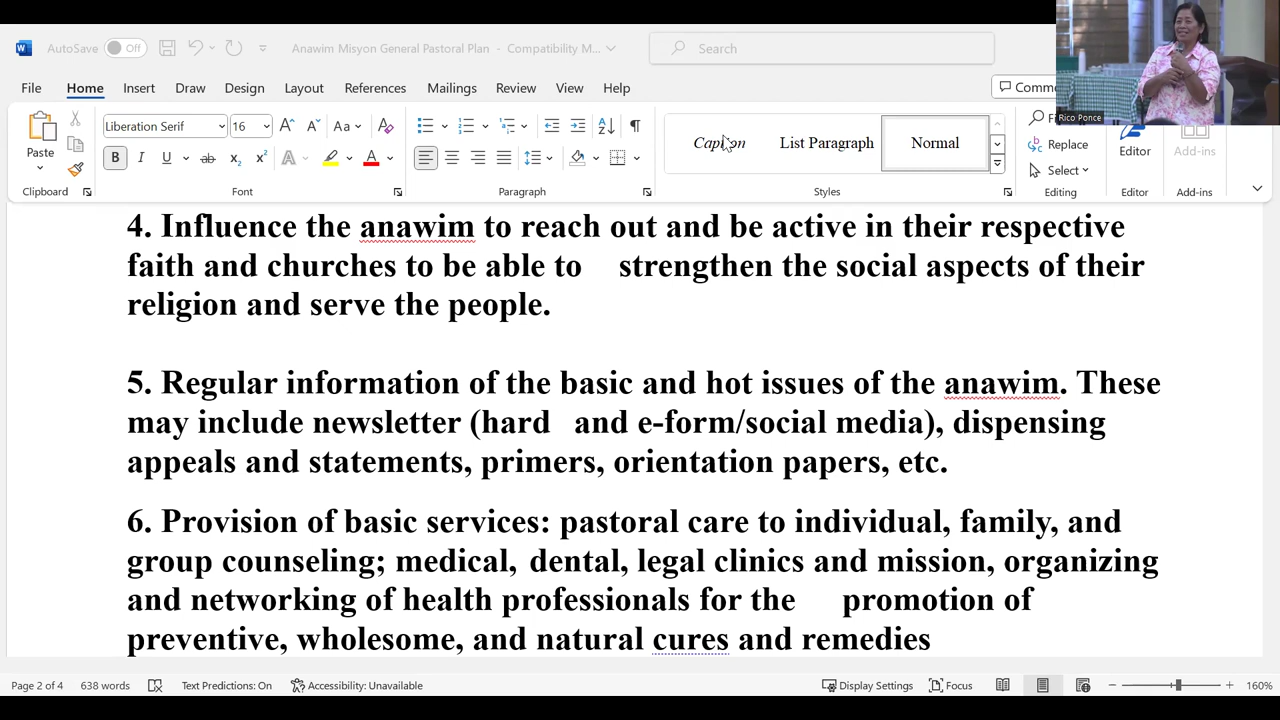 AutoSave Off Anawim Misyon General Pastoral Plan - Compatibility M... Search
File Home Insert Draw Design Layout References Mailings Review View Help
Rico Ponce
Paste
Clipboard
Liberation Serif 16
Font
Paragraph
Caption List Paragraph Normal
Styles
Replace
Select
Editing
Editor
Editor
Add-ins
Add-ins
4. Influence the anawim to reach out and be active in their respective
faith and churches to be able to strengthen the social aspects of their
religion and serve the people.
5. Regular information of the basic and hot issues of the anawim. These
may include newsletter (hard and e-form/social media), dispensing
appeals and statements, primers, orientation papers, etc.
6. Provision of basic services: pastoral care to individual, family, and
group counseling; medical, dental, legal clinics and mission, organizing
and networking of health professionals for the promotion of
preventive, wholesome, and natural cures and remedies
Page 2 of 4 638 words Text Predictions: On Accessibility: Unavailable Display Settings Focus 160%